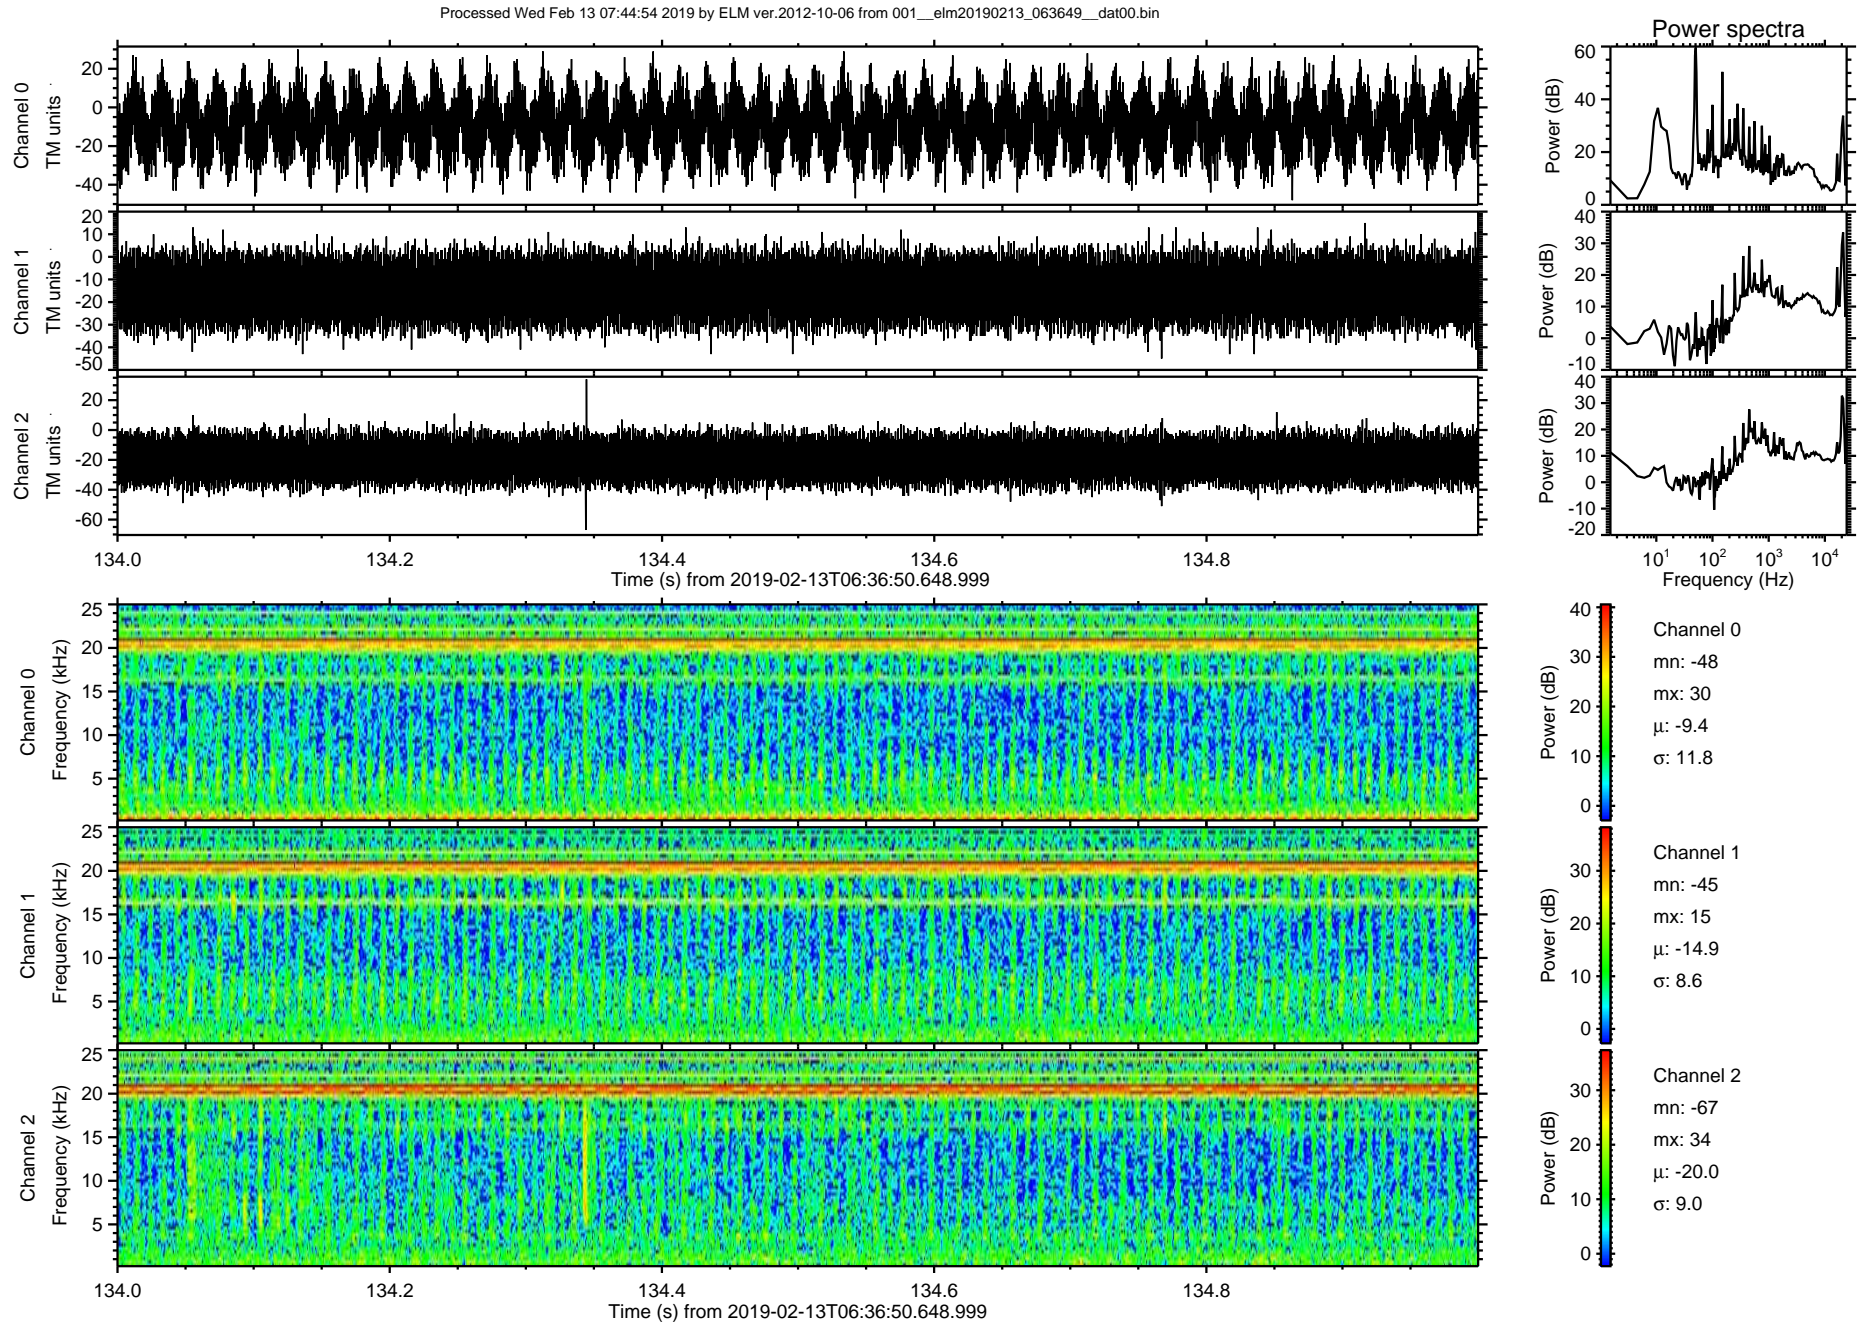 Processed Wed Feb 13 07:44:54 2019 by ELM ver.2012-10-06 from 001__elm20190213_063649__dat00.bin
Power spectra
Channel 0
TM units
20
0
-20
-40
Power (dB)
60
40
20
0
Channel 1
TM units
20
10
0
-10
-20
-30
-40
-50
Power (dB)
40
30
20
10
0
-10
Channel 2
TM units
20
0
-20
-40
-60
Power (dB)
40
30
20
10
0
-10
-20
134.0 134.2 134.4 134.6 134.8
Time (s) from 2019-02-13T06:36:50.648.999
10^1 10^2 10^3 10^4
Frequency (Hz)
Channel 0
Frequency (kHz)
25
20
15
10
5
Power (dB)
40
30
20
10
0
Channel 0
mn: -48
mx: 30
μ: -9.4
σ: 11.8
Channel 1
Frequency (kHz)
25
20
15
10
5
Power (dB)
30
20
10
0
Channel 1
mn: -45
mx: 15
μ: -14.9
σ: 8.6
Channel 2
Frequency (kHz)
25
20
15
10
5
Power (dB)
30
20
10
0
Channel 2
mn: -67
mx: 34
μ: -20.0
σ: 9.0
134.0 134.2 134.4 134.6 134.8
Time (s) from 2019-02-13T06:36:50.648.999